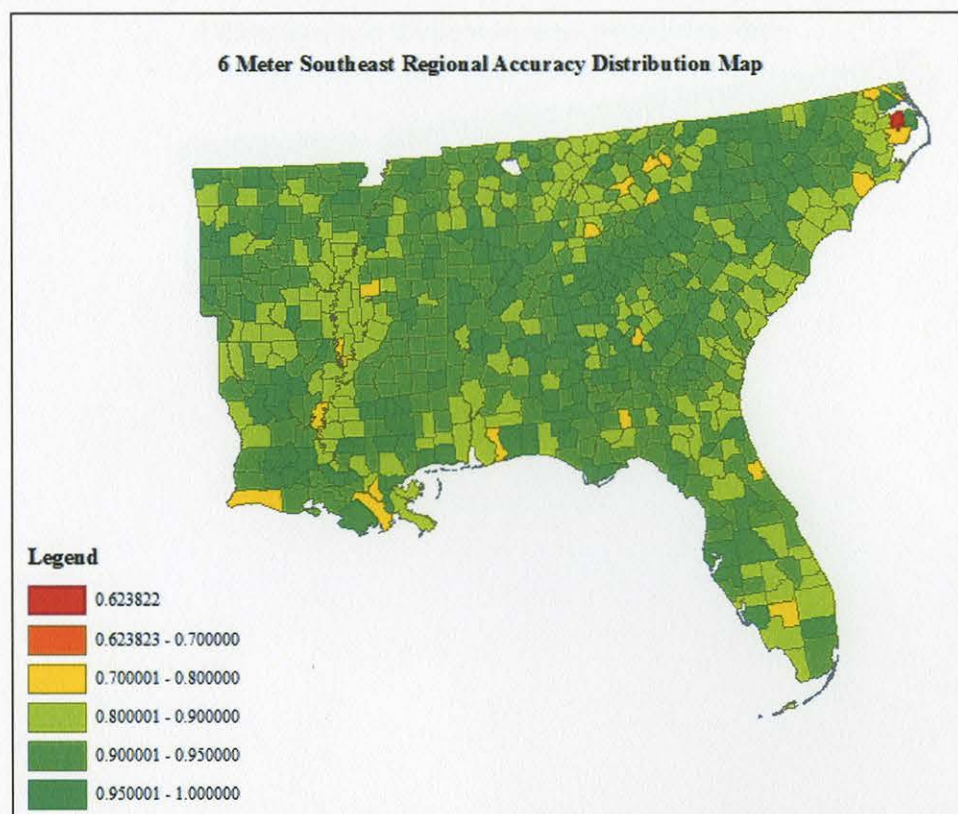 6 Meter Southeast Regional Accuracy Distribution Map
Legend
0.623822
0.623823 - 0.700000
0.700001 - 0.800000
0.800001 - 0.900000
0.900001 - 0.950000
0.950001 - 1.000000